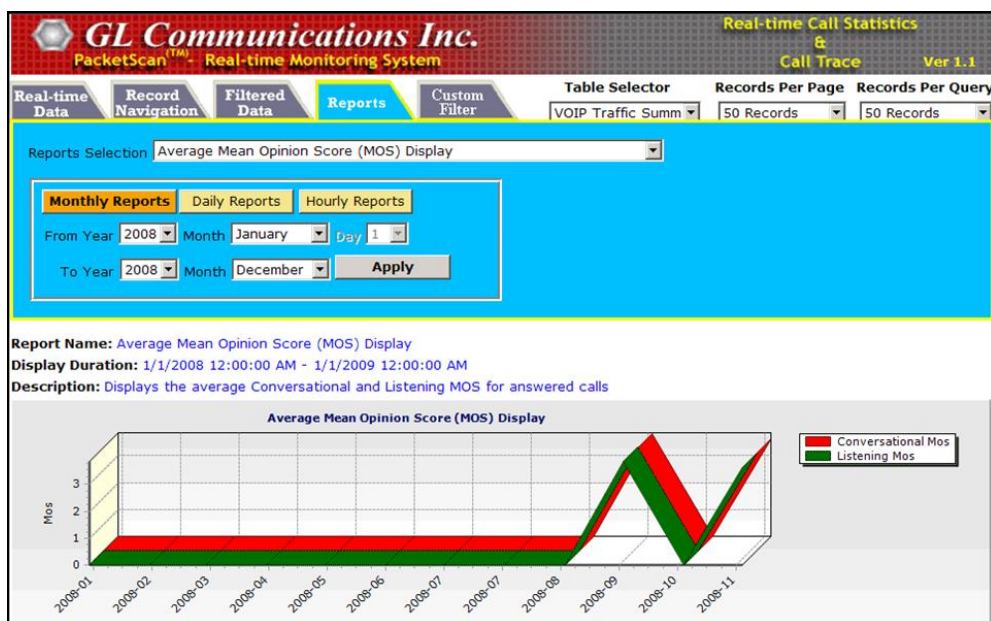 GL Communications Inc.
PacketScan(TM)- Real-time Monitoring System
Real-time Call Statistics
&
Call Trace
Ver 1.1
Real-time Data
Record Navigation
Filtered Data
Reports
Custom Filter
Table Selector
VOIP Traffic Summ
Records Per Page
50 Records
Records Per Query
50 Records
Reports Selection Average Mean Opinion Score (MOS) Display
Monthly Reports Daily Reports Hourly Reports
From Year 2008 Month January Day 1
To Year 2008 Month December Apply
Report Name: Average Mean Opinion Score (MOS) Display
Display Duration: 1/1/2008 12:00:00 AM - 1/1/2009 12:00:00 AM
Description: Displays the average Conversational and Listening MOS for answered calls
Average Mean Opinion Score (MOS) Display
Conversational Mos
Listening Mos
Mos
3
2
1
0
2008-01
2008-02
2008-03
2008-04
2008-05
2008-06
2008-07
2008-07
2008-08
2008-09
2008-10
2008-11